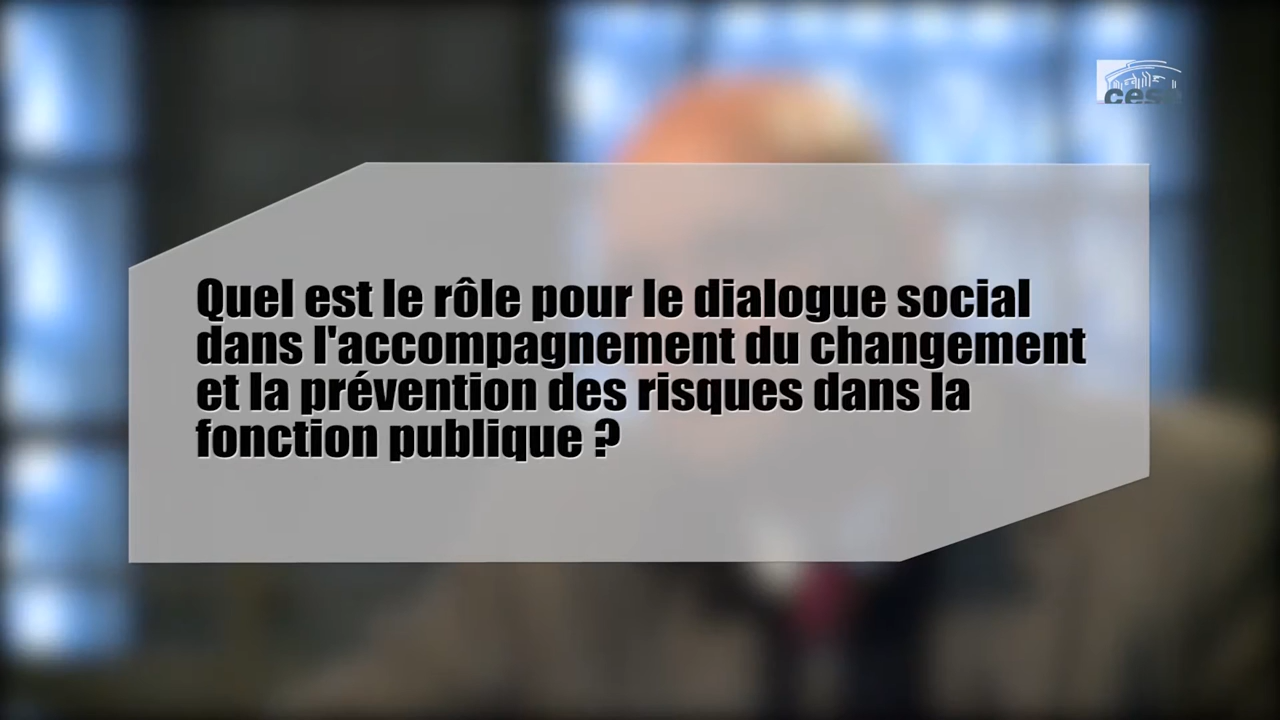 cese
Quel est le rôle pour le dialogue social
dans l'accompagnement du changement
et la prévention des risques dans la
fonction publique ?